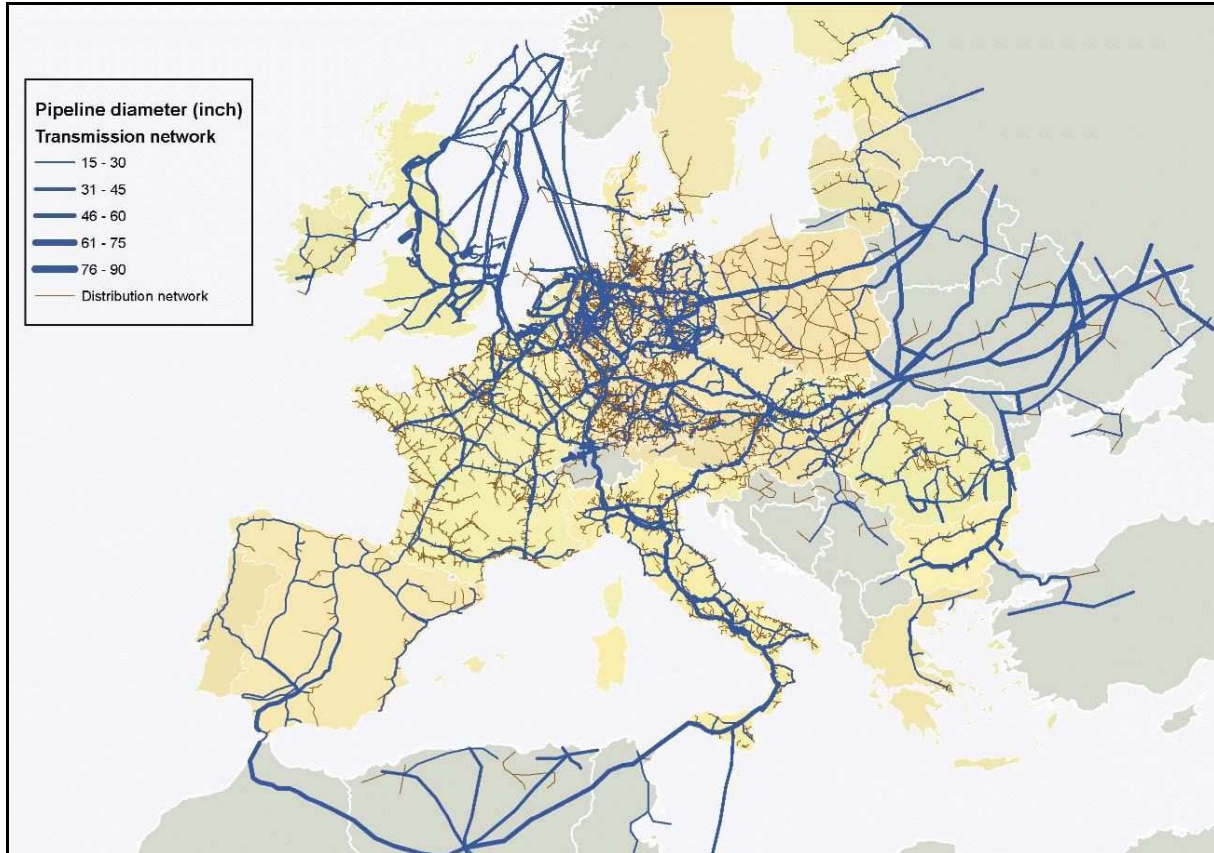 Pipeline diameter (inch)
Transmission network
15 - 30
31 - 45
46 - 60
61 - 75
76 - 90
Distribution network